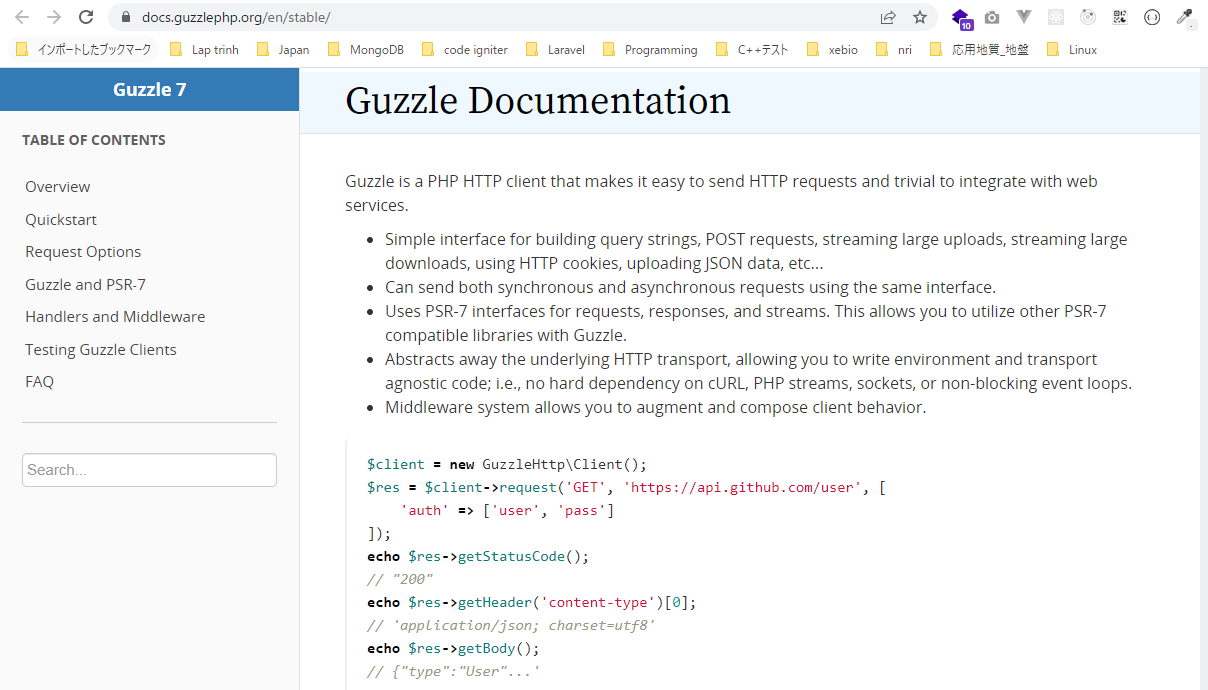 docs.guzzlephp.org/en/stable/
10
インポートしたブックマーク Lap trinh Japan MongoDB code igniter Laravel Programming C++テスト xebio nri 応用地質_地盤 Linux
Guzzle 7
TABLE OF CONTENTS
Overview
Quickstart
Request Options
Guzzle and PSR-7
Handlers and Middleware
Testing Guzzle Clients
FAQ
Search...
Guzzle Documentation
Guzzle is a PHP HTTP client that makes it easy to send HTTP requests and trivial to integrate with web
services.
Simple interface for building query strings, POST requests, streaming large uploads, streaming large
downloads, using HTTP cookies, uploading JSON data, etc...
Can send both synchronous and asynchronous requests using the same interface.
Uses PSR-7 interfaces for requests, responses, and streams. This allows you to utilize other PSR-7
compatible libraries with Guzzle.
Abstracts away the underlying HTTP transport, allowing you to write environment and transport
agnostic code; i.e., no hard dependency on cURL, PHP streams, sockets, or non-blocking event loops.
Middleware system allows you to augment and compose client behavior.
$client = new GuzzleHttp\Client();
$res = $client->request('GET', 'https://api.github.com/user', [
    'auth' => ['user', 'pass']
]);
echo $res->getStatusCode();
// "200"
echo $res->getHeader('content-type')[0];
// 'application/json; charset=utf8'
echo $res->getBody();
// {"type":"User"...'